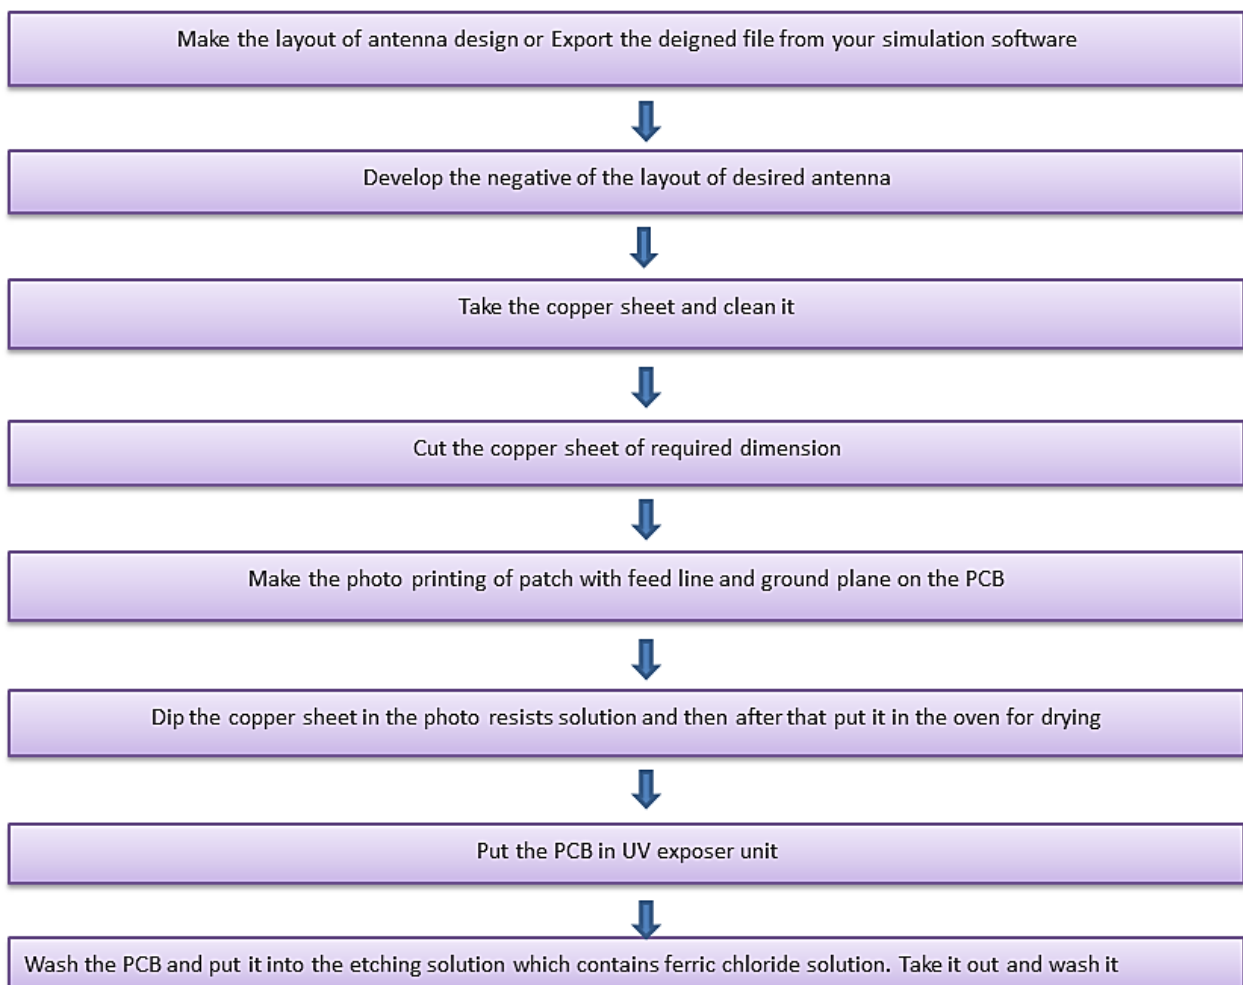 Make the layout of antenna design or Export the deigned file from your simulation software
Develop the negative of the layout of desired antenna
Take the copper sheet and clean it
Cut the copper sheet of required dimension
Make the photo printing of patch with feed line and ground plane on the PCB
Dip the copper sheet in the photo resists solution and then after that put it in the oven for drying
Put the PCB in UV exposer unit
Wash the PCB and put it into the etching solution which contains ferric chloride solution. Take it out and wash it